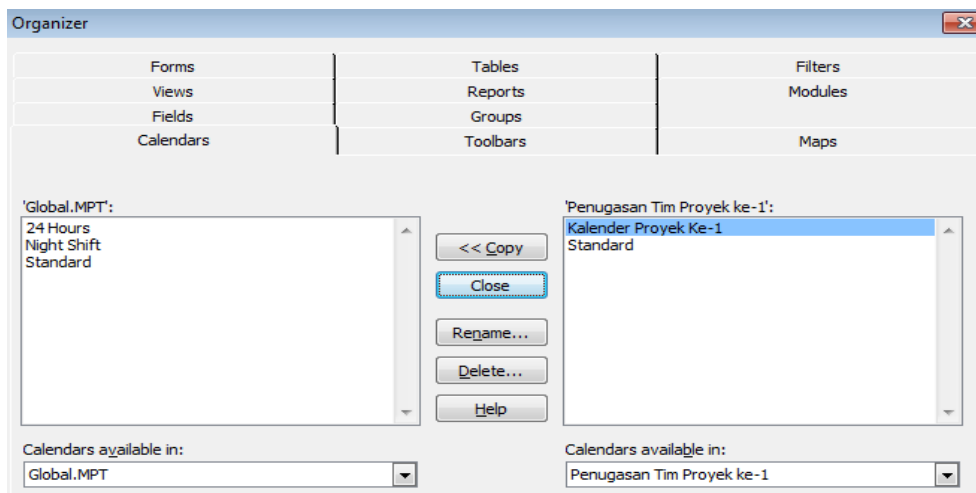 Organizer
Forms Tables Filters
Views Reports Modules
Fields Groups
Calendars Toolbars Maps
'Global.MPT': 'Penugasan Tim Proyek ke-1':
24 Hours
Night Shift
Standard
<< Copy
Close
Rename...
Delete...
Help
Kalender Proyek Ke-1
Standard
Calendars available in: Calendars available in:
Global.MPT Penugasan Tim Proyek ke-1